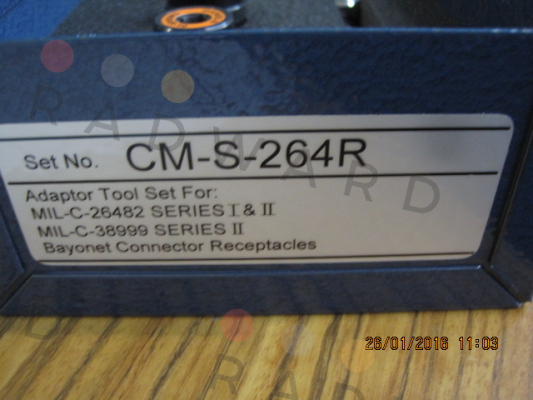 Set No. CM-S-264R
Adaptor Tool Set For:
MIL-C-26482 SERIES I & II
MIL-C-38999 SERIES II
Bayonet Connector Receptacles
RADWARD
26/01/2016 11:03
RADWARD